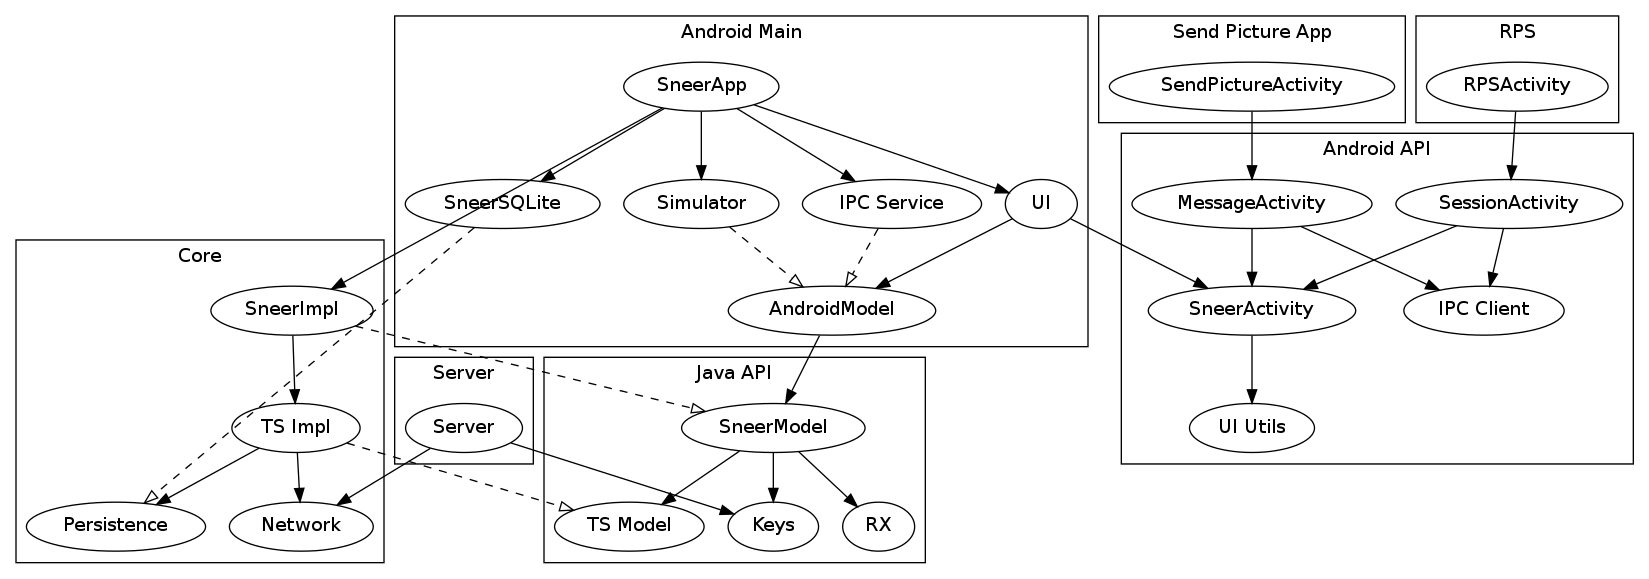 Android Main
Send Picture App
RPS
SneerApp
SendPictureActivity
RPSActivity
Android API
SneerSQLite
Simulator
IPC Service
UI
MessageActivity
SessionActivity
Core
SneerImpl
AndroidModel
SneerActivity
IPC Client
Server
Java API
TS Impl
Server
SneerModel
UI Utils
Persistence
Network
TS Model
Keys
RX